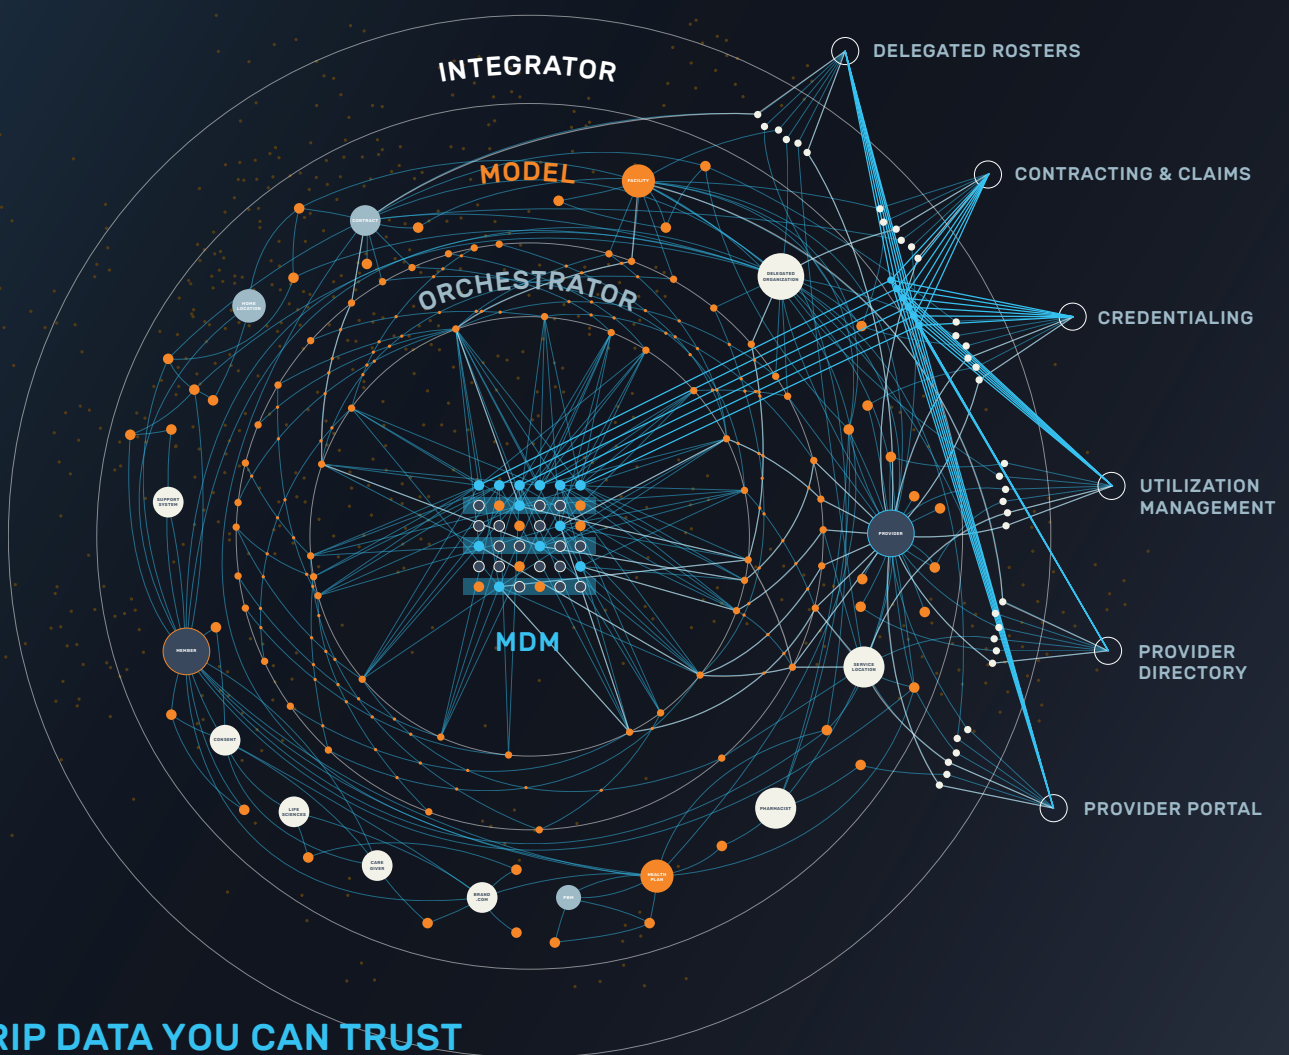 DELEGATED ROSTERS
INTEGRATOR
CONTRACTING & CLAIMS
MODEL
FACILITY
CONTRACT
DELEGATED
ORGANIZATION
ORCHESTRATOR
HOME
LOCATION
CREDENTIALING
SUPPORT
SYSTEM
UTILIZATION
MANAGEMENT
PROVIDER
MDM
MEMBER
SERVICE
LOCATION
PROVIDER
DIRECTORY
CONSENT
LIFE
SCIENCES
PHARMACIST
PROVIDER PORTAL
CARE
GIVER
HEALTH
PLAN
BRAND
.COM
PBM
RIP DATA YOU CAN TRUST